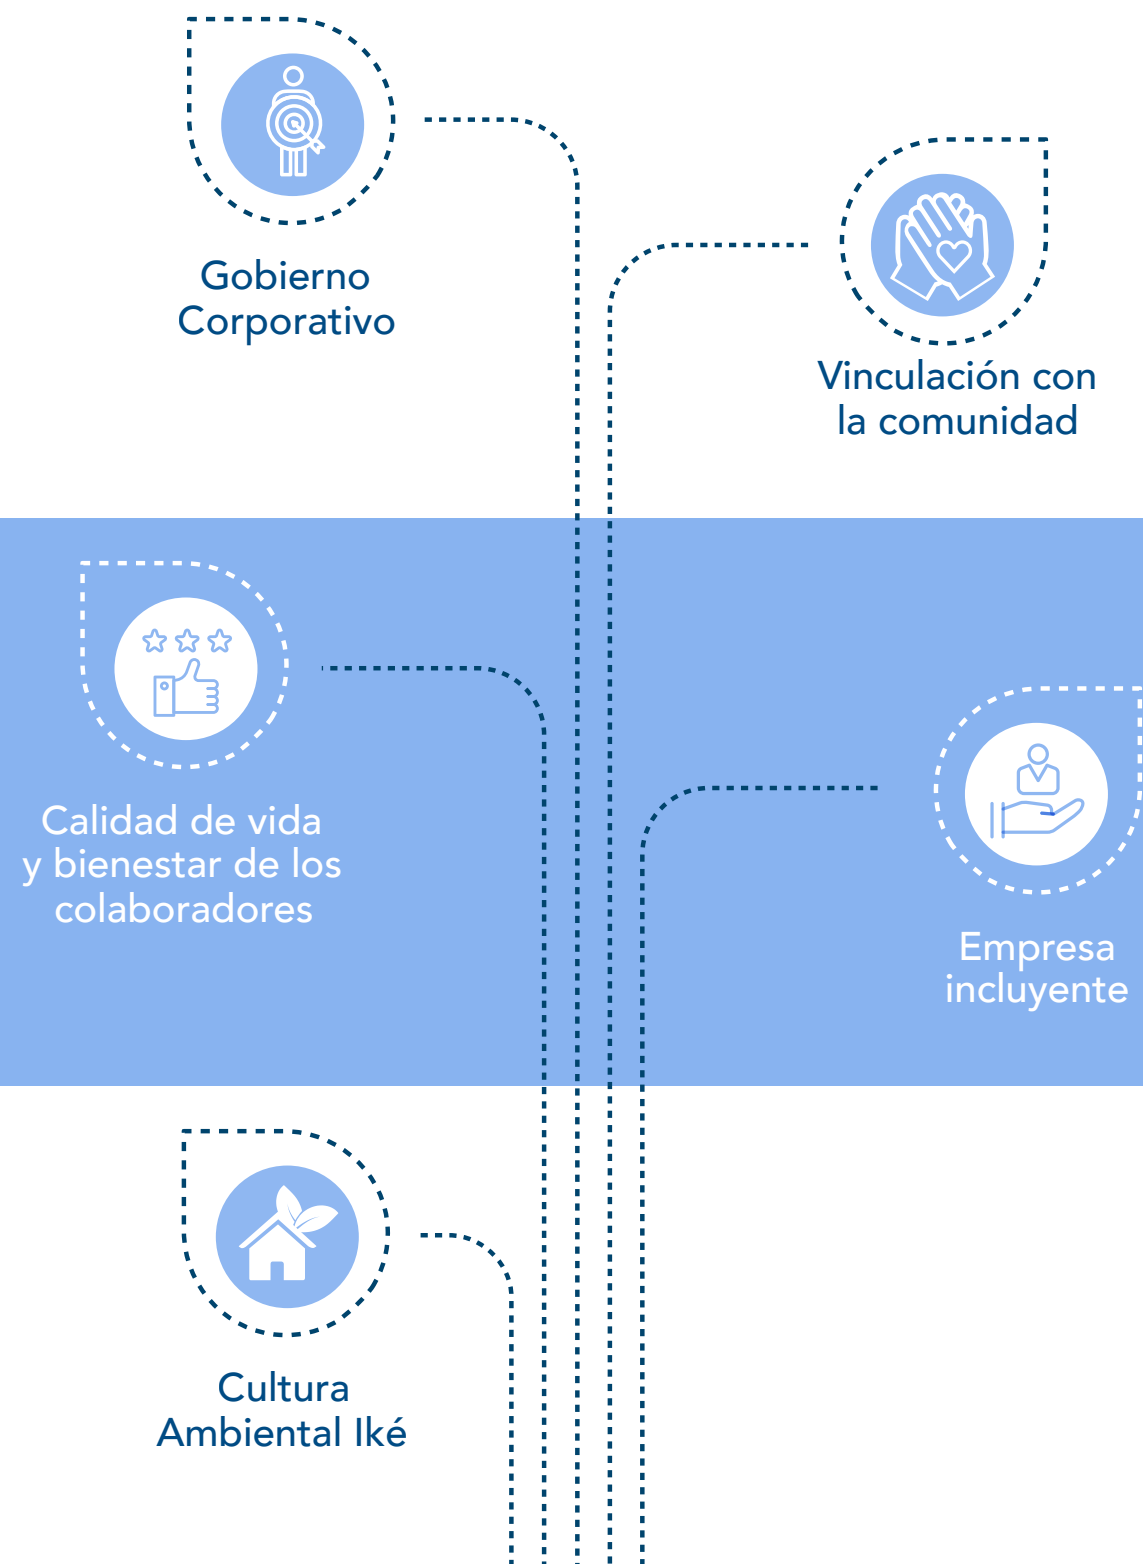 Gobierno
Corporativo
Vinculación con
la comunidad
Calidad de vida
y bienestar de los
colaboradores
Empresa
incluyente
Cultura
Ambiental Iké